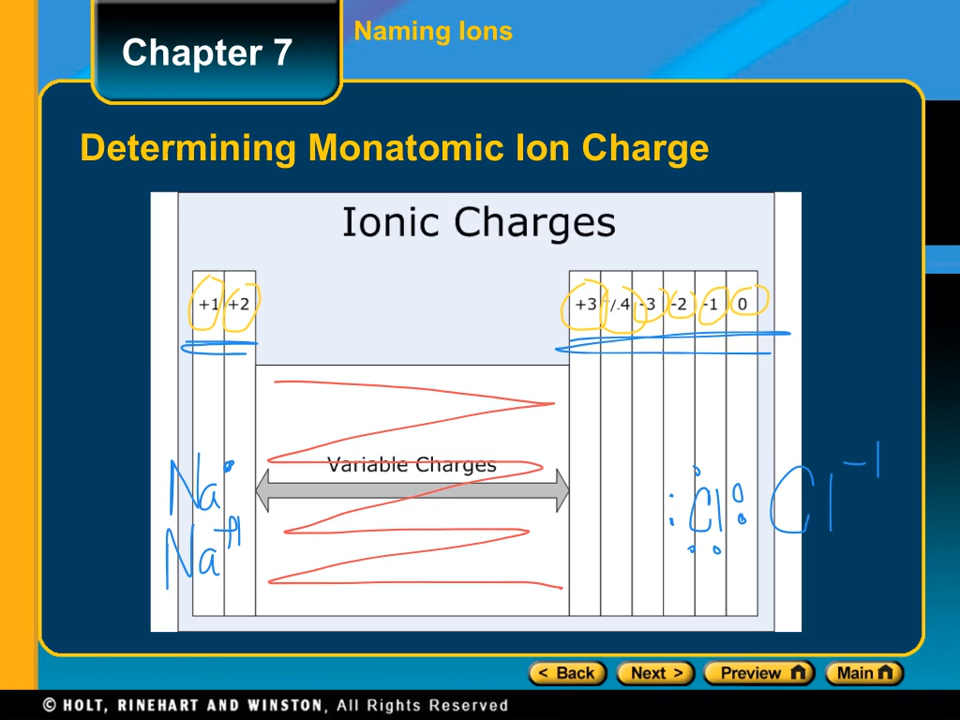 Naming Ions
Chapter 7
Determining Monatomic Ion Charge
Ionic Charges
+1 +2 +3 +/-4 -3 -2 -1 0
Variable Charges
Na
Na+1
Cl Cl-1
< Back Next > Preview Main
© HOLT, RINEHART AND WINSTON, All Rights Reserved